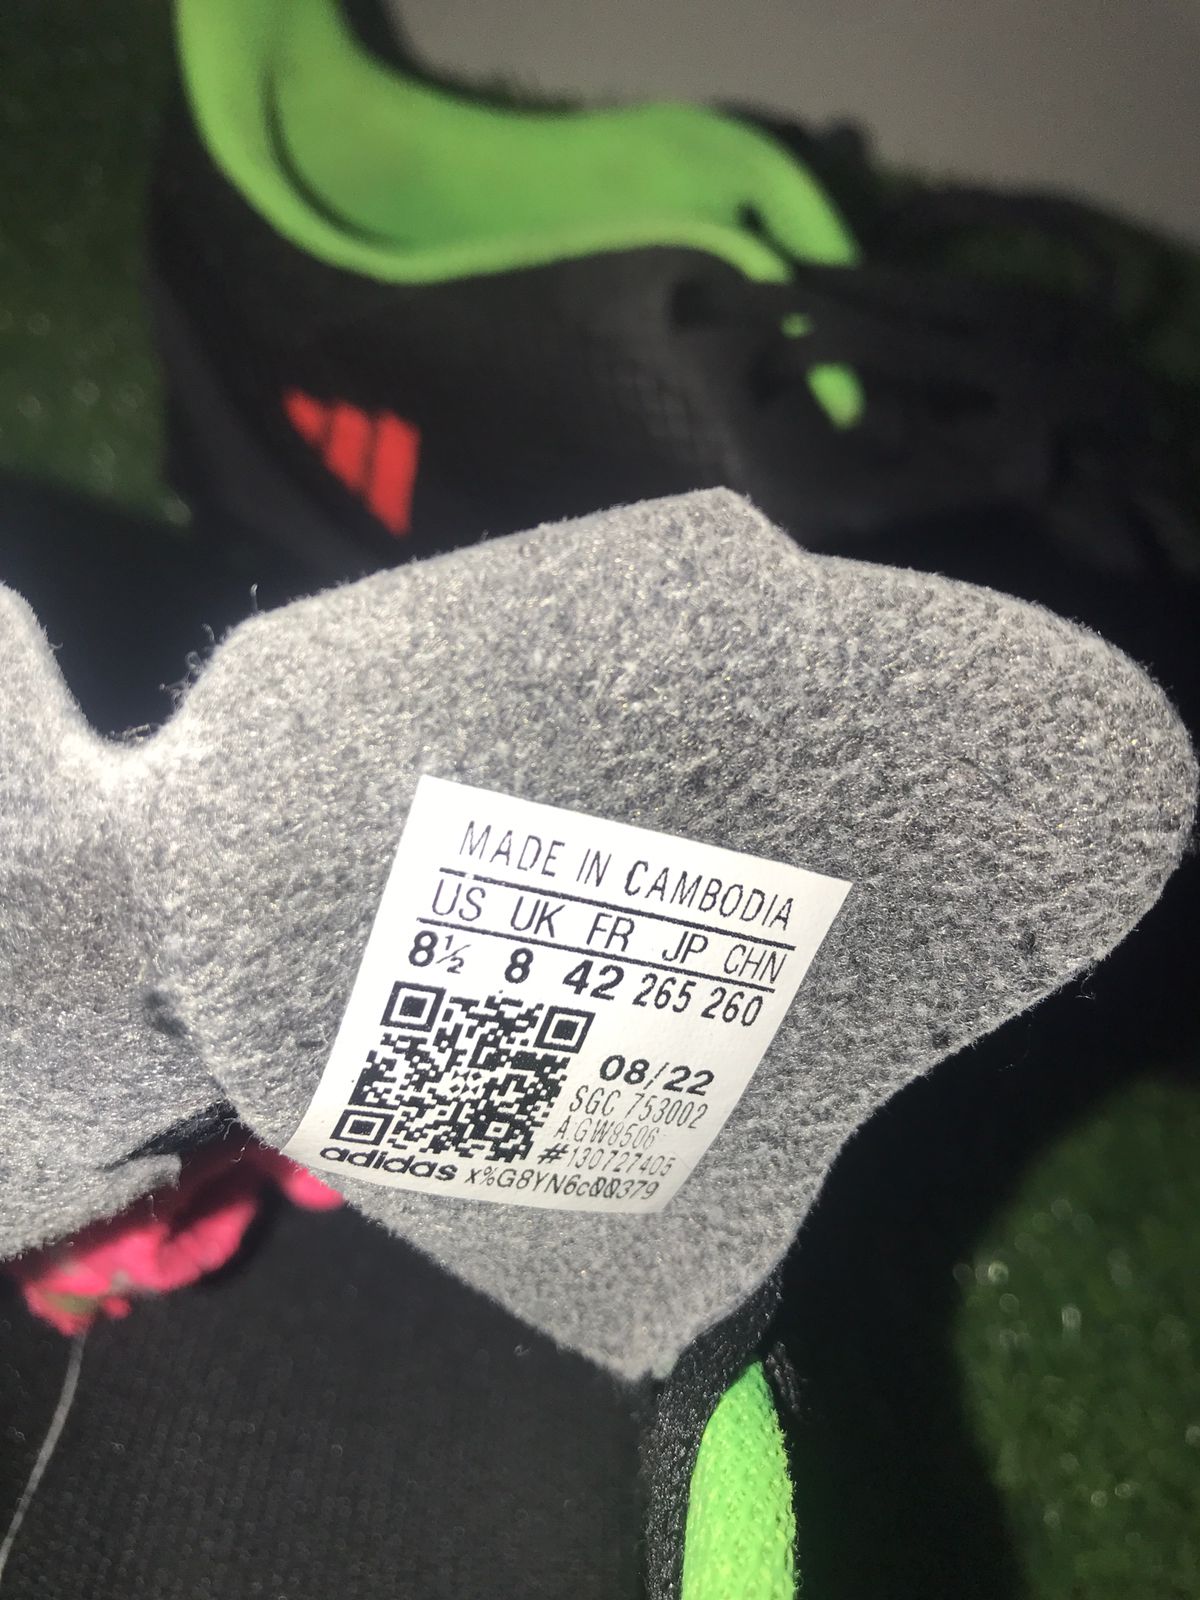 MADE IN CAMBODIA
US UK FR JP CHN
8½ 8 42 265 260
08/22
SGC 753002
A.GW8506
#130727405
adidas x%G8YN6cQQ379